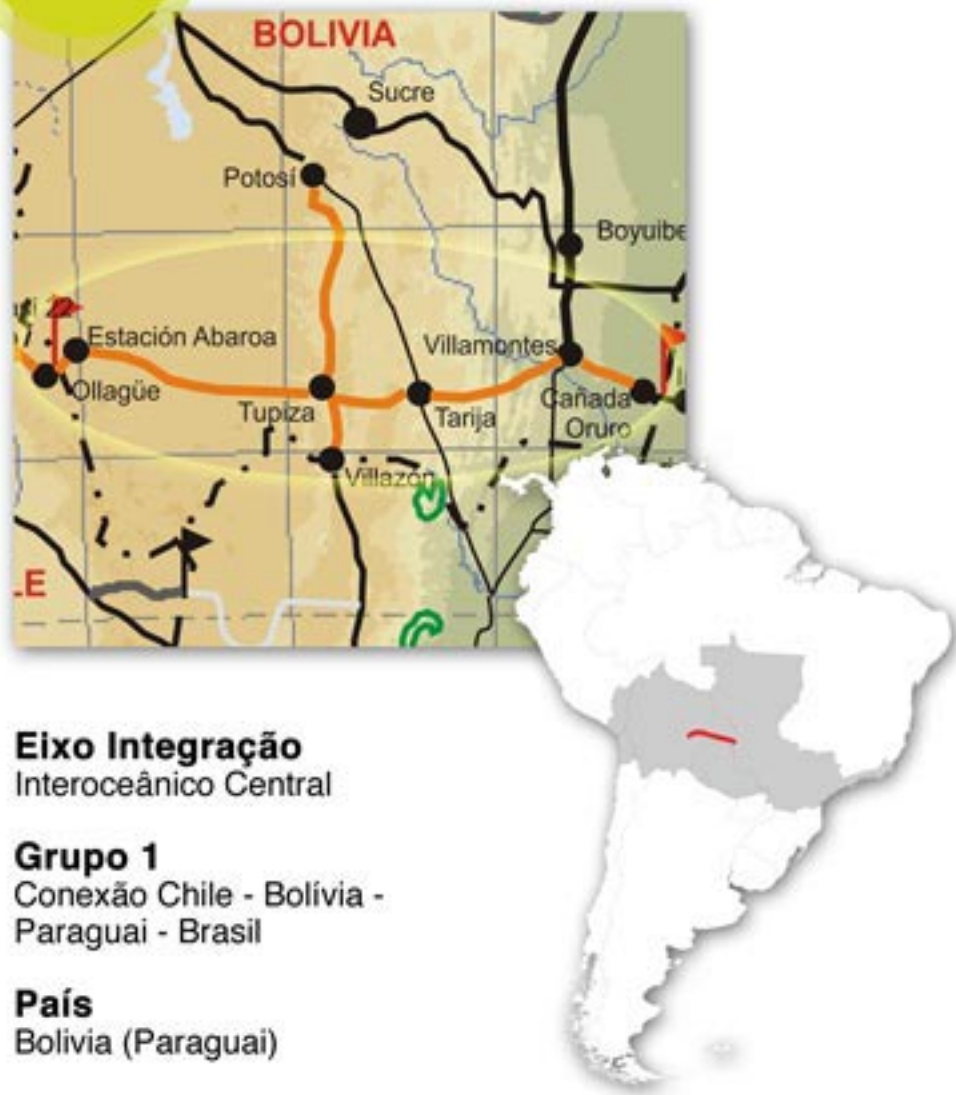 BOLIVIA
Sucre
Potosí
Boyuibe
Estación Abaroa
Villamontes
Ollagüe
Cañada
Tupiza
Tarija
Oruro
Villazón
LE
Eixo Integração
Interoceânico Central
Grupo 1
Conexão Chile - Bolívia -
Paraguai - Brasil
País
Bolivia (Paraguai)